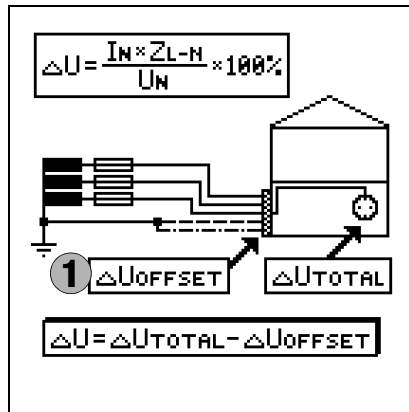 △U = IN × ZL-N / UN × 100%
1
△UOFFSET
△UTOTAL
△U = △UTOTAL - △UOFFSET